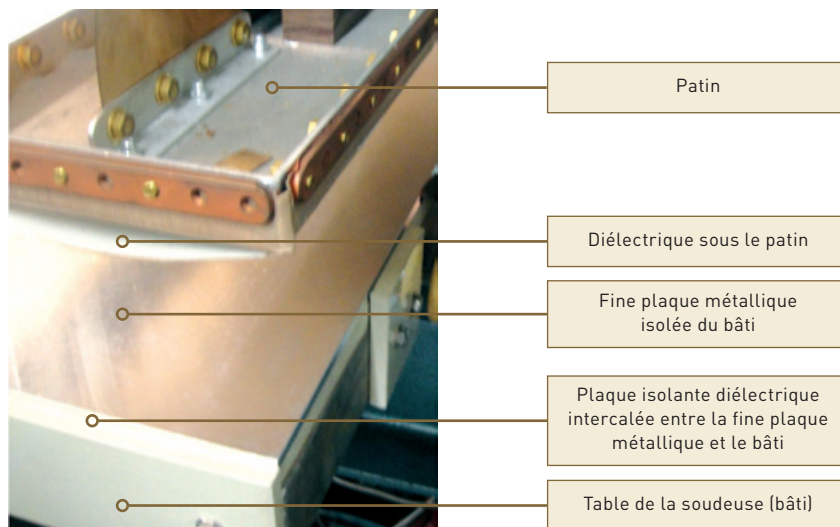 Patin
Diélectrique sous le patin
Fine plaque métallique
isolée du bâti
Plaque isolante diélectrique
intercalée entre la fine plaque
métallique et le bâti
Table de la soudeuse (bâti)